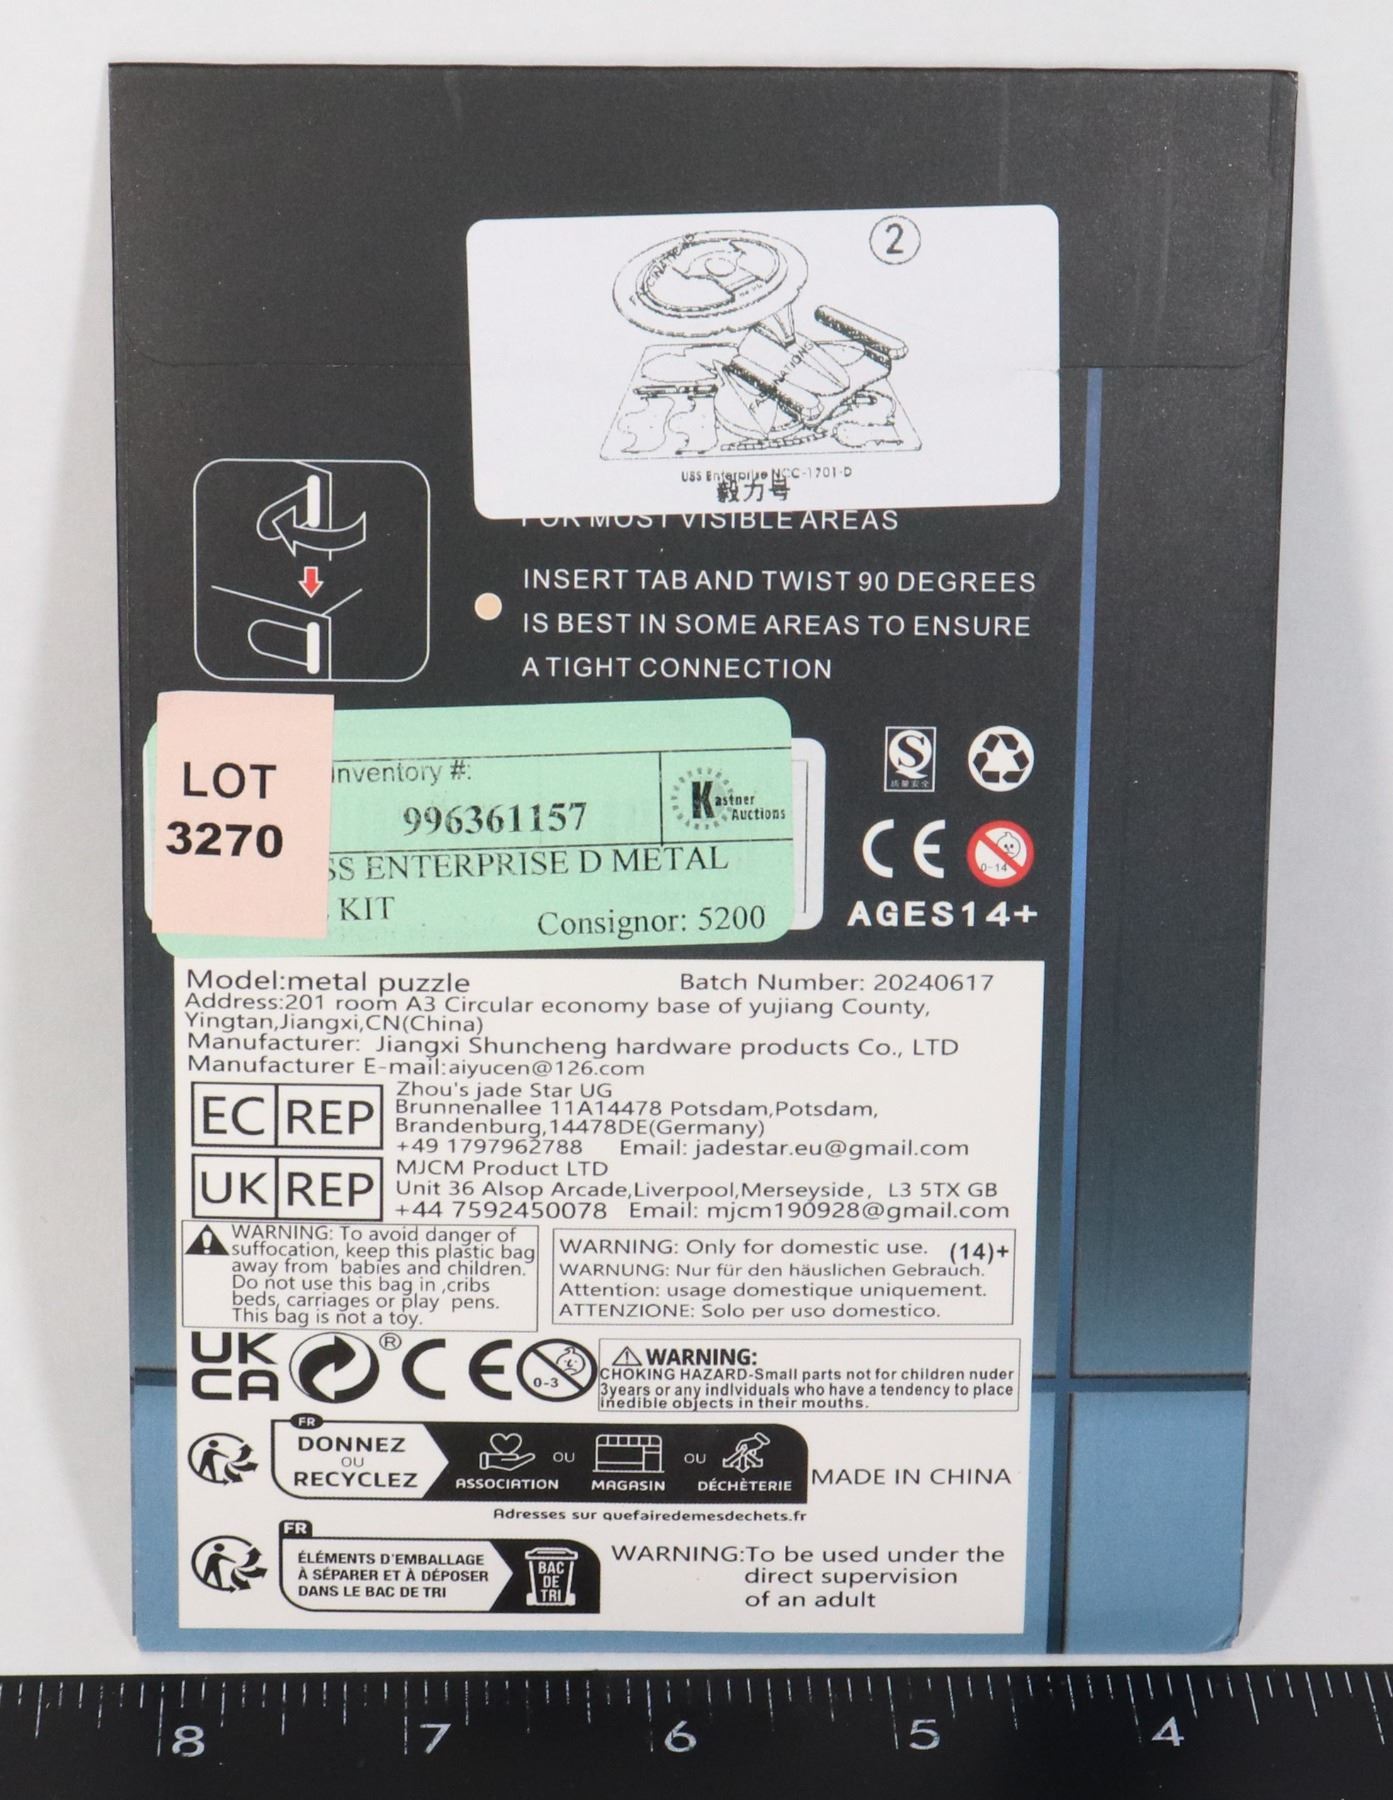 2
FASCINATIONS
FASCINATIONS
USS Enterprise NCC-1701-D
毅力号
FOR MOST VISIBLE AREAS
INSERT TAB AND TWIST 90 DEGREES
IS BEST IN SOME AREAS TO ENSURE
A TIGHT CONNECTION
LOT
3270
Inventory #:
996361157
Kastner
Auctions
SS ENTERPRISE D METAL
KIT
Consignor: 5200
S
质量安全
CE
0-14
AGES14+
Model:metal puzzle
Batch Number: 20240617
Address:201 room A3 Circular economy base of yujiang County,
Yingtan,Jiangxi,CN(China)
Manufacturer: Jiangxi Shuncheng hardware products Co., LTD
Manufacturer E-mail:aiyucen@126.com
EC REP
Zhou's jade Star UG
Brunnenallee 11A14478 Potsdam,Potsdam,
Brandenburg,14478DE(Germany)
+49 1797962788 Email: jadestar.eu@gmail.com
UK REP
MJCM Product LTD
Unit 36 Alsop Arcade,Liverpool,Merseyside, L3 5TX GB
+44 7592450078 Email: mjcm190928@gmail.com
WARNING: To avoid danger of
suffocation, keep this plastic bag
away from babies and children.
Do not use this bag in ,cribs
beds, carriages or play pens.
This bag is not a toy.
WARNING: Only for domestic use. (14)+
WARNUNG: Nur für den häuslichen Gebrauch.
Attention: usage domestique uniquement.
ATTENZIONE: Solo per uso domestico.
UK
CA
®
CE
0-3
WARNING:
CHOKING HAZARD-Small parts not for children nuder
3years or any indlviduals who have a tendency to place
inedible objects in their mouths.
FR
DONNEZ
OU
RECYCLEZ
ASSOCIATION
OU
MAGASIN
OU
DÉCHÈTERIE
MADE IN CHINA
Adresses sur quefairedemesdechets.fr
FR
ÉLÉMENTS D'EMBALLAGE
À SÉPARER ET À DÉPOSER
DANS LE BAC DE TRI
BAC
DE
TRI
WARNING:To be used under the
direct supervision
of an adult
8 7 6 5 4